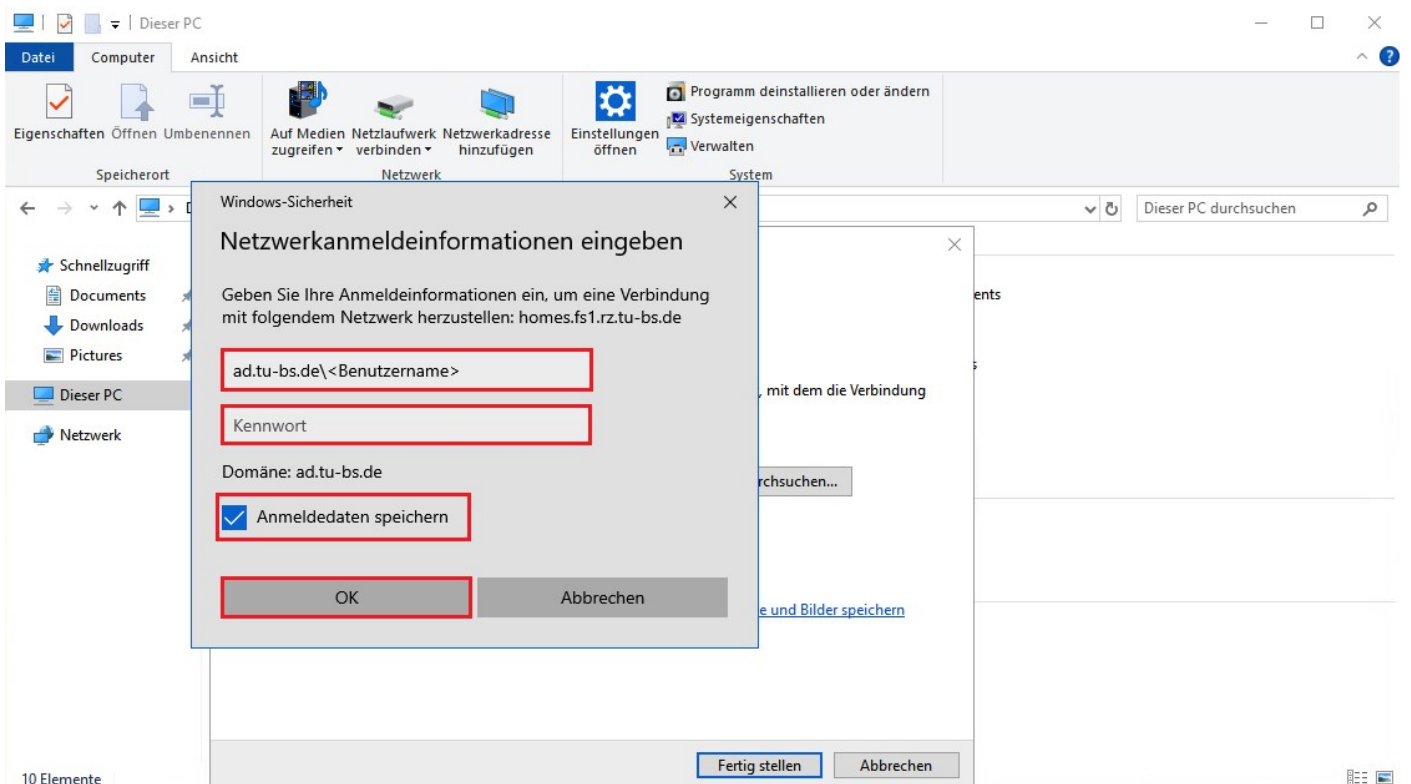 Dieser PC
Datei Computer Ansicht
Eigenschaften Öffnen Umbenennen
Speicherort
Auf Medien zugreifen
Netzlaufwerk verbinden
Netzwerkadresse hinzufügen
Netzwerk
Einstellungen öffnen
Programm deinstallieren oder ändern
Systemeigenschaften
Verwalten
System
Dieser PC durchsuchen
Schnellzugriff
Documents
Downloads
Pictures
Dieser PC
Netzwerk
Windows-Sicherheit
Netzwerkanmeldeinformationen eingeben
Geben Sie Ihre Anmeldeinformationen ein, um eine Verbindung
mit folgendem Netzwerk herzustellen: homes.fs1.rz.tu-bs.de
ad.tu-bs.de\<Benutzername>
Kennwort
Domäne: ad.tu-bs.de
Anmeldedaten speichern
OK Abbrechen
ents
, mit dem die Verbindung
rchsuchen...
e und Bilder speichern
Fertig stellen Abbrechen
10 Elemente